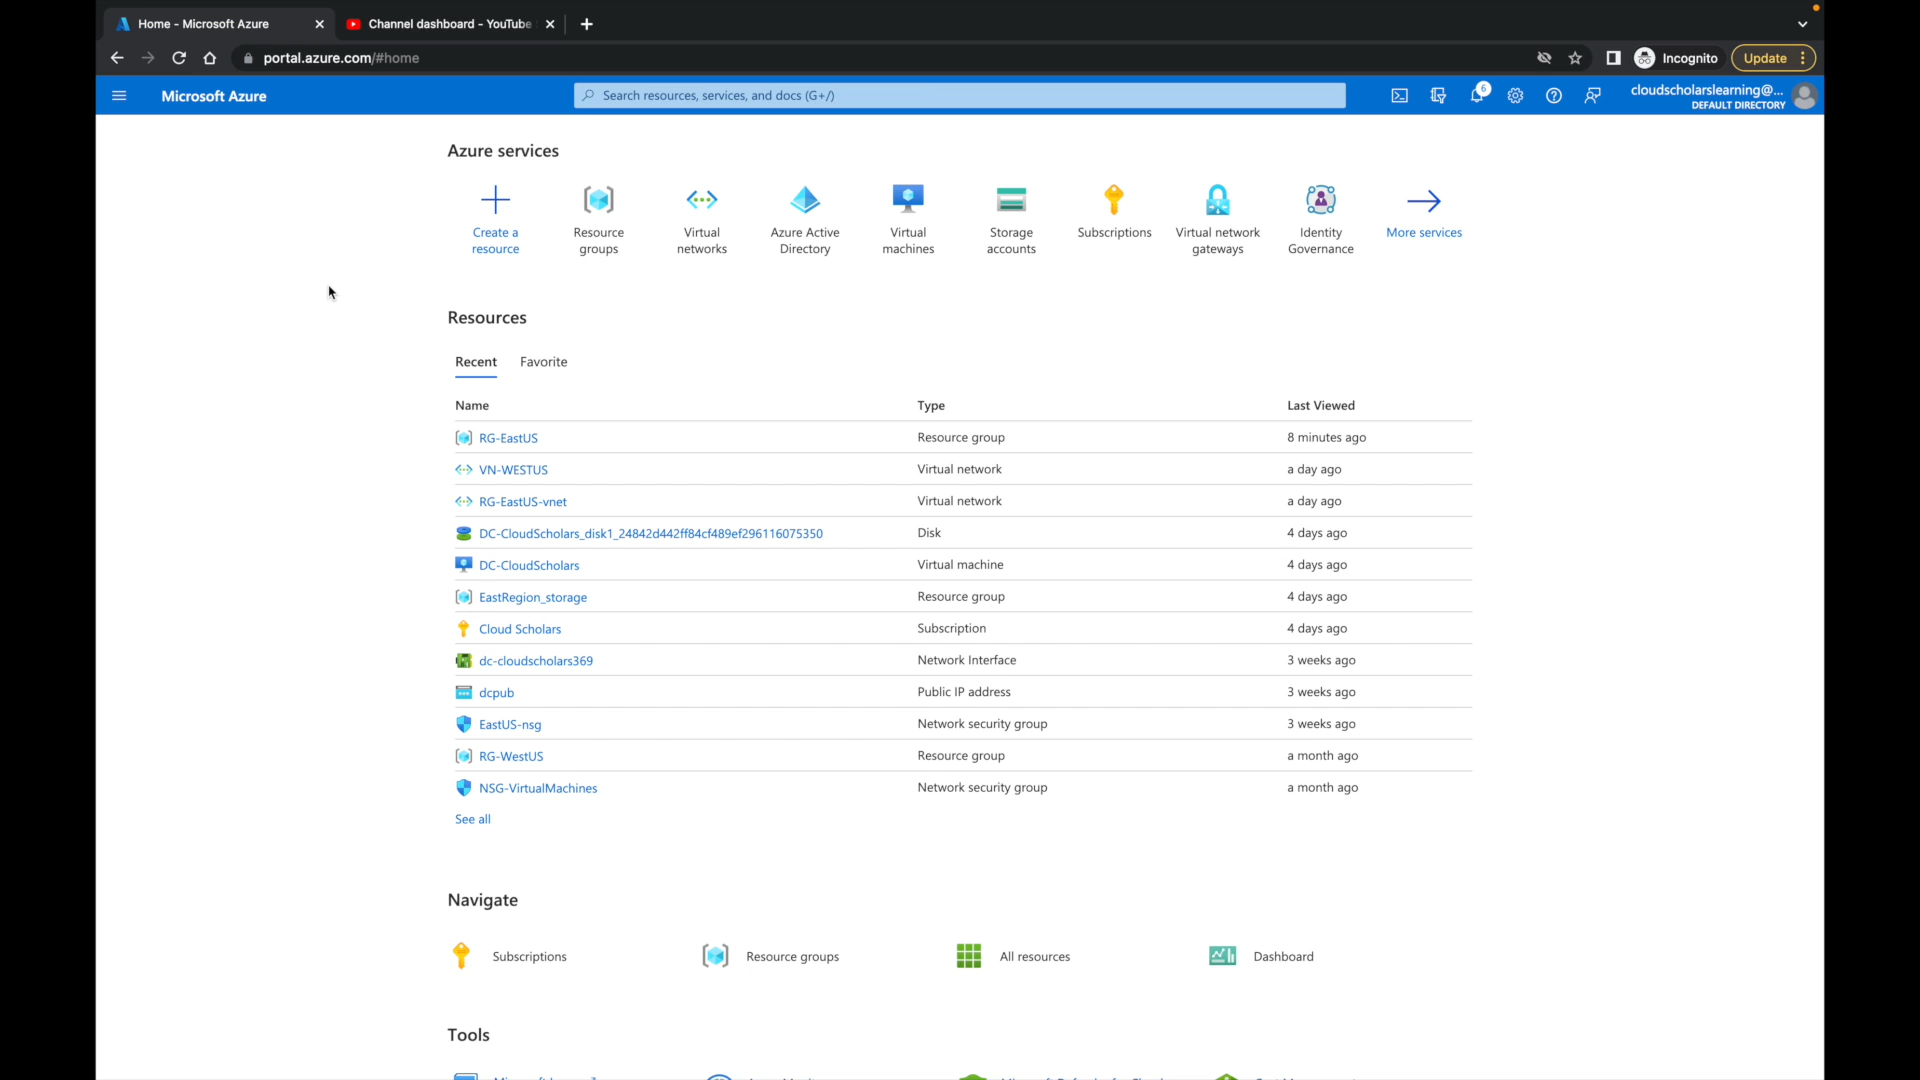 Home - Microsoft Azure
Channel dashboard - YouTube
portal.azure.com/#home
Incognito
Update
Microsoft Azure
Search resources, services, and docs (G+/)
6
cloudscholarslearning@...
DEFAULT DIRECTORY
Azure services
Create a resource
Resource groups
Virtual networks
Azure Active Directory
Virtual machines
Storage accounts
Subscriptions
Virtual network gateways
Identity Governance
More services
Resources
Recent Favorite
Name Type Last Viewed
RG-EastUS Resource group 8 minutes ago
VN-WESTUS Virtual network a day ago
RG-EastUS-vnet Virtual network a day ago
DC-CloudScholars_disk1_24842d442ff84cf489ef296116075350 Disk 4 days ago
DC-CloudScholars Virtual machine 4 days ago
EastRegion_storage Resource group 4 days ago
Cloud Scholars Subscription 4 days ago
dc-cloudscholars369 Network Interface 3 weeks ago
dcpub Public IP address 3 weeks ago
EastUS-nsg Network security group 3 weeks ago
RG-WestUS Resource group a month ago
NSG-VirtualMachines Network security group a month ago
See all
Navigate
Subscriptions Resource groups All resources Dashboard
Tools